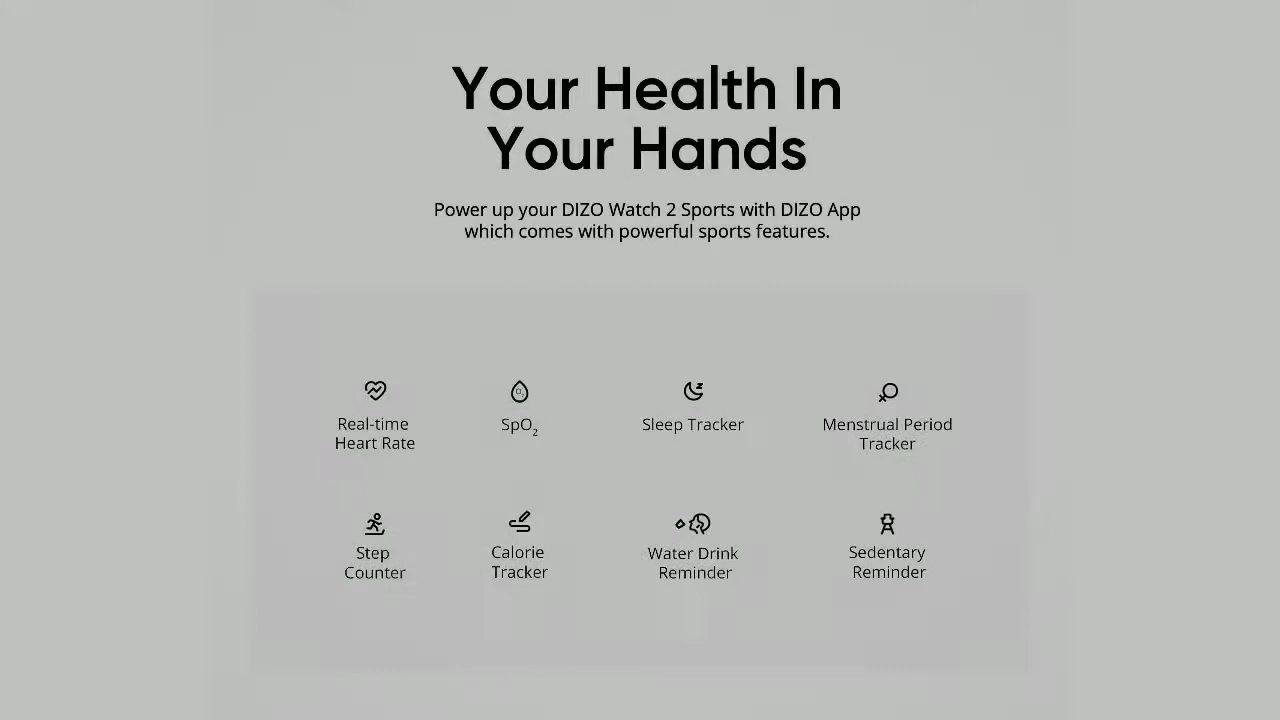 Your Health In
Your Hands
Power up your DIZO Watch 2 Sports with DIZO App
which comes with powerful sports features.
Real-time
Heart Rate
SpO₂
Sleep Tracker
Menstrual Period
Tracker
Step
Counter
Calorie
Tracker
Water Drink
Reminder
Sedentary
Reminder